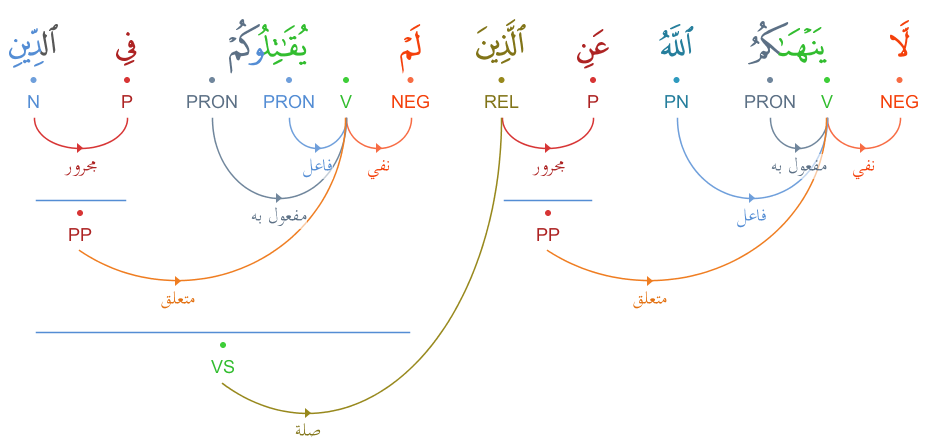 لَّا يَنْهَىٰكُمُ ٱللَّهُ عَنِ ٱلَّذِينَ لَمْ يُقَٰتِلُوكُمْ فِي ٱلدِّينِ
NEG V PRON PN P REL NEG V PRON PRON P N
نفي مفعول به فاعل مجرور نفي فاعل مفعول به مجرور
PP PP
متعلق متعلق
VS
صلة